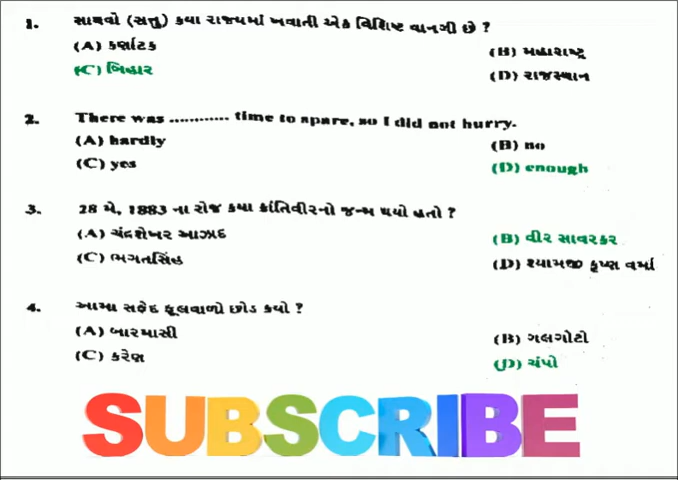 1. સાથવો (સત્તુ) કયા રાજ્યમાં ખવાતી એક વિશિષ્ટ વાનગી છે ?
(A) કર્ણાટક (B) મહારાષ્ટ્ર
(C) બિહાર (D) રાજસ્થાન
2. There was ............ time to spare, so I did not hurry.
(A) hardly (B) no
(C) yes (D) enough
3. 28 મે, 1883 ના રોજ કયા ક્રાંતિવીરનો જન્મ થયો હતો ?
(A) ચંદ્રશેખર આઝાદ (B) વીર સાવરકર
(C) ભગતસિંહ (D) શ્યામજી કૃષ્ણ વર્મા
4. આમા સફેદ ફૂલવાળો છોડ કયો ?
(A) બારમાસી (B) ગલગોટો
(C) કરેણ (D) ચંપો
SUBSCRIBE